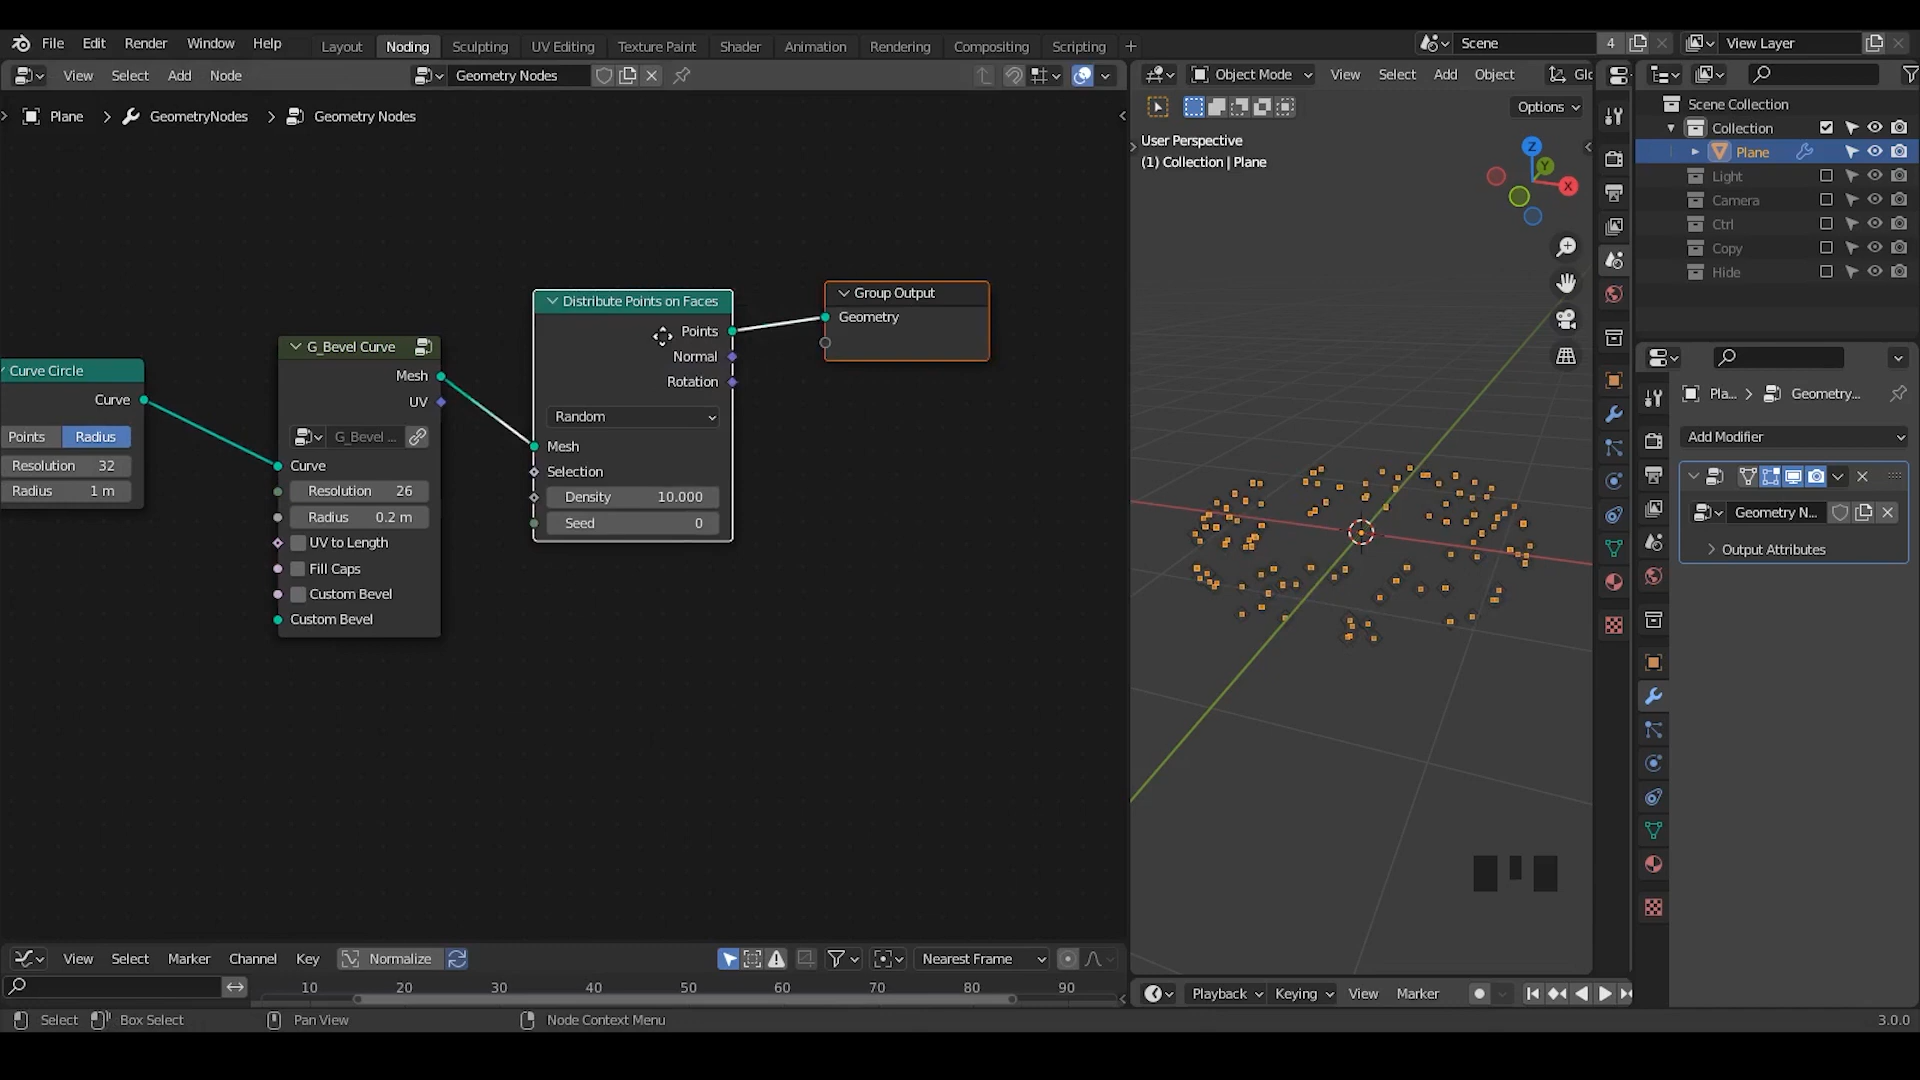 File Edit Render Window Help
Layout Noding Sculpting UV Editing Texture Paint Shader Animation Rendering Compositing Scripting +
Scene 4 View Layer
View Select Add Node
Geometry Nodes
Object Mode View Select Add Object
Plane > GeometryNodes > Geometry Nodes
Options
User Perspective
(1) Collection | Plane
Z
Y
X
Scene Collection
Collection
Plane
Light
Camera
Ctrl
Copy
Hide
Curve Circle
Curve
Points Radius
Resolution 32
Radius 1 m
G_Bevel Curve
Mesh
UV
G_Bevel ...
Curve
Resolution 26
Radius 0.2 m
UV to Length
Fill Caps
Custom Bevel
Custom Bevel
Distribute Points on Faces
Points
Normal
Rotation
Random
Mesh
Selection
Density 10.000
Seed 0
Group Output
Geometry
Pla... > Geometry...
Add Modifier
Geometry N...
Output Attributes
View Select Marker Channel Key Normalize
Nearest Frame
10 20 30 40 50 60 70 80 90
Playback Keying View Marker
Select Box Select Pan View Node Context Menu
3.0.0